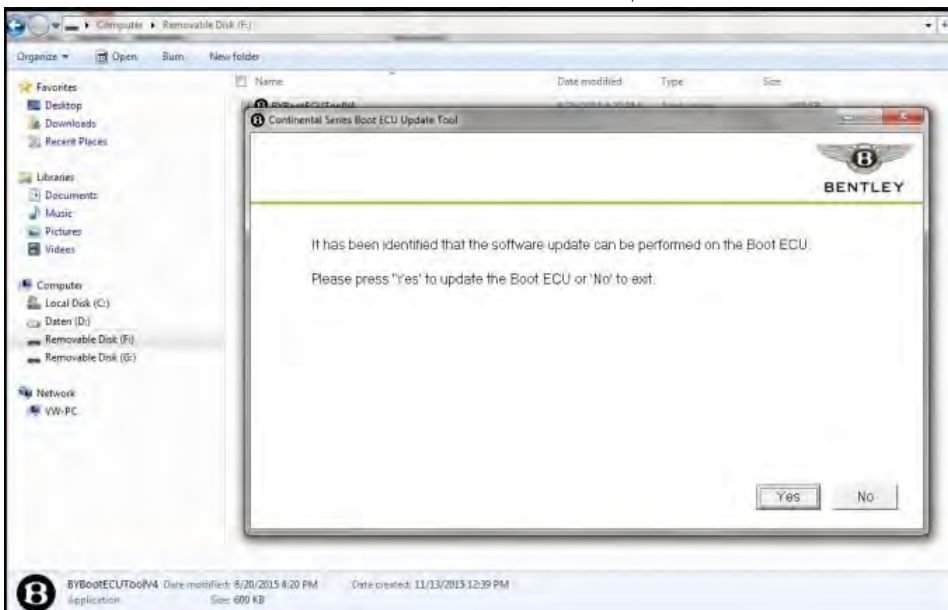 Computer ▸ Removable Disk (F:)
Organize Open Burn New folder
Name Date modified Type Size
Favorites
Desktop
Downloads
Recent Places
Libraries
Documents
Music
Pictures
Videos
Computer
Local Disk (C:)
Daten (D:)
Removable Disk (F:)
Removable Disk (G:)
Network
VW-PC
BYBootECUToolV4
Continental Series Boot ECU Update Tool
B
BENTLEY
It has been identified that the software update can be performed on the Boot ECU.
Please press 'Yes' to update the Boot ECU or 'No' to exit.
Yes No
B
BYBootECUToolV4 Date modified: 8/20/2015 4:20 PM Date created: 11/13/2015 12:39 PM
Application Size: 600 KB